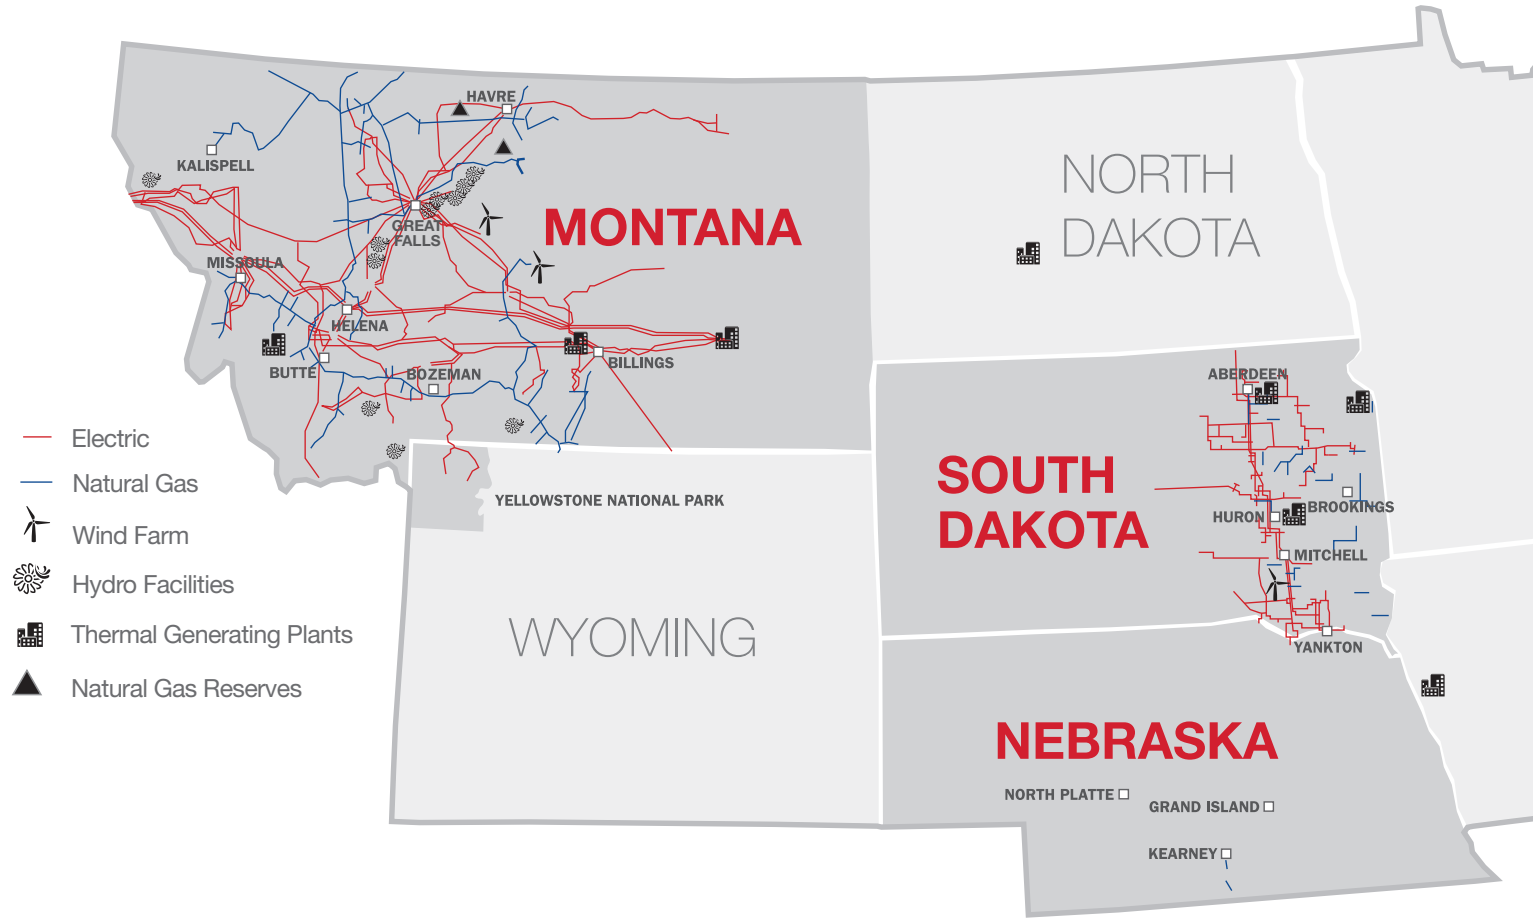 HAVRE
KALISPELL
GREAT
FALLS
MONTANA
NORTH
DAKOTA
MISSOULA
HELENA
BUTTE
BOZEMAN
BILLINGS
ABERDEEN
Electric
Natural Gas
Wind Farm
Hydro Facilities
Thermal Generating Plants
Natural Gas Reserves
YELLOWSTONE NATIONAL PARK
SOUTH
DAKOTA
HURON
BROOKINGS
MITCHELL
WYOMING
YANKTON
NEBRASKA
NORTH PLATTE
GRAND ISLAND
KEARNEY